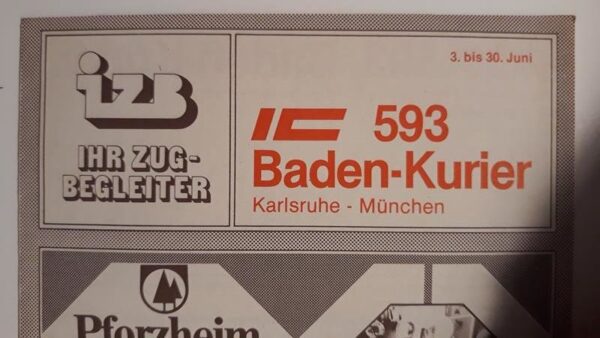 izB
IHR ZUG-
BEGLEITER
3. bis 30. Juni
IC 593
Baden-Kurier
Karlsruhe - München
Pforzheim